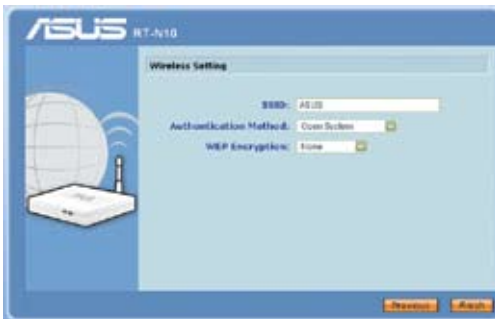 ASUS RT-N10
Wireless Setting
SSID: ASUS
Authentication Method: Open System
WEP Encryption: None
Previous Finish